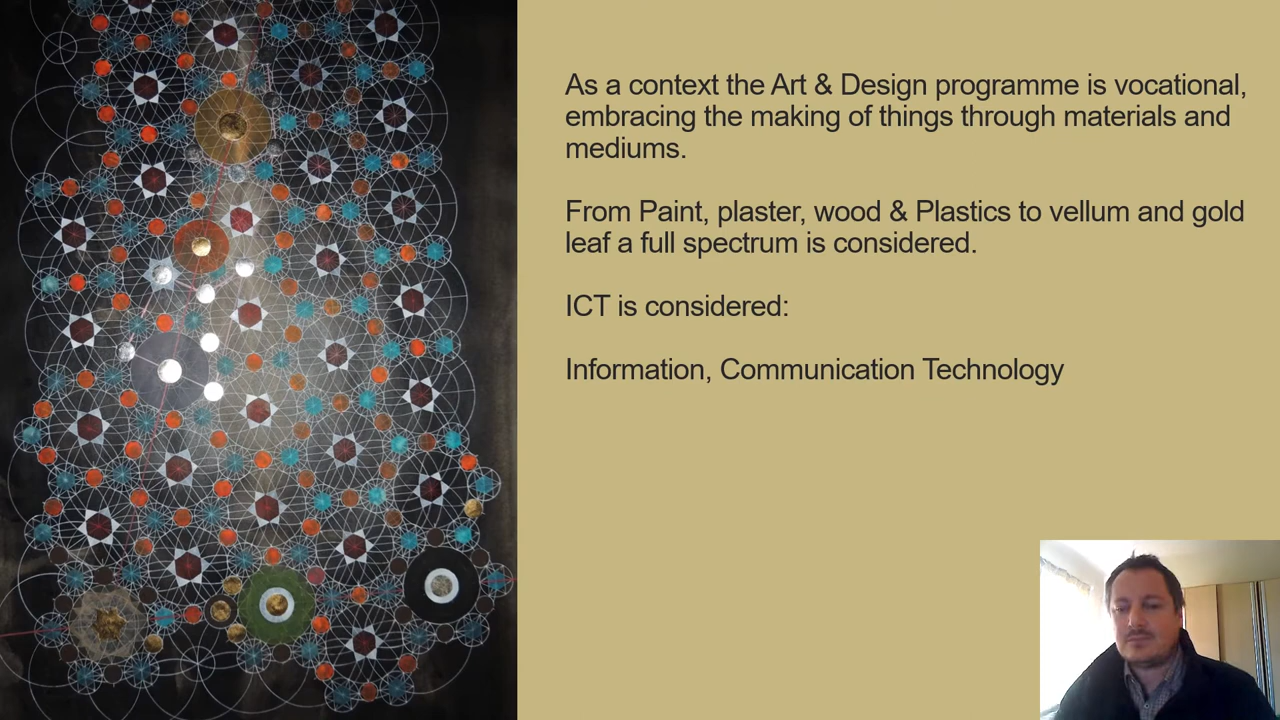 As a context the Art & Design programme is vocational,
embracing the making of things through materials and
mediums.
From Paint, plaster, wood & Plastics to vellum and gold
leaf a full spectrum is considered.
ICT is considered:
Information, Communication Technology